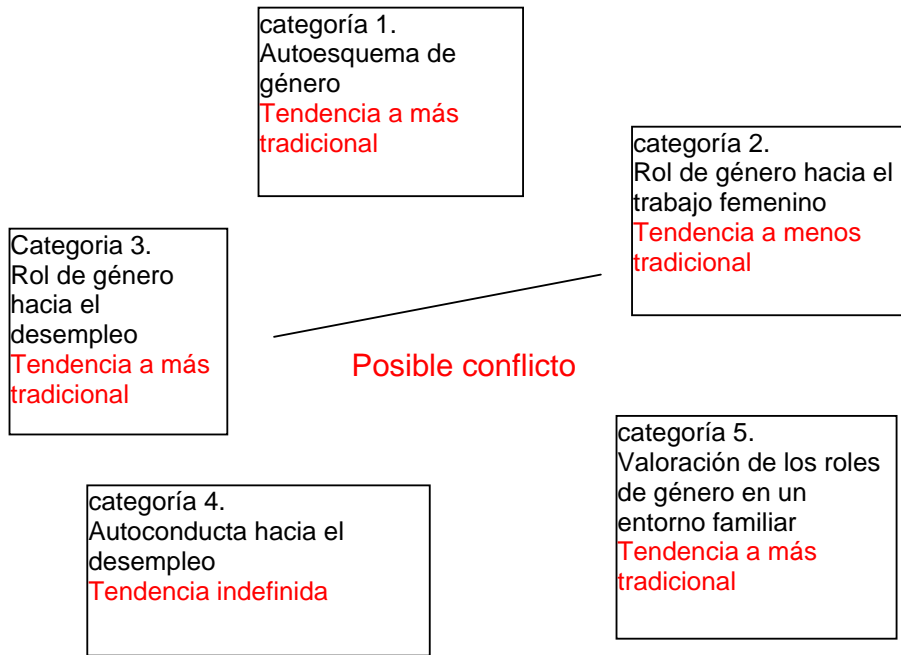 categoría 1.
Autoesquema de
género
Tendencia a más
tradicional
categoría 2.
Rol de género hacia el
trabajo femenino
Tendencia a menos
tradicional
Categoria 3.
Rol de género
hacia el
desempleo
Tendencia a más
tradicional
Posible conflicto
categoría 4.
Autoconducta hacia el
desempleo
Tendencia indefinida
categoría 5.
Valoración de los roles
de género en un
entorno familiar
Tendencia a más
tradicional